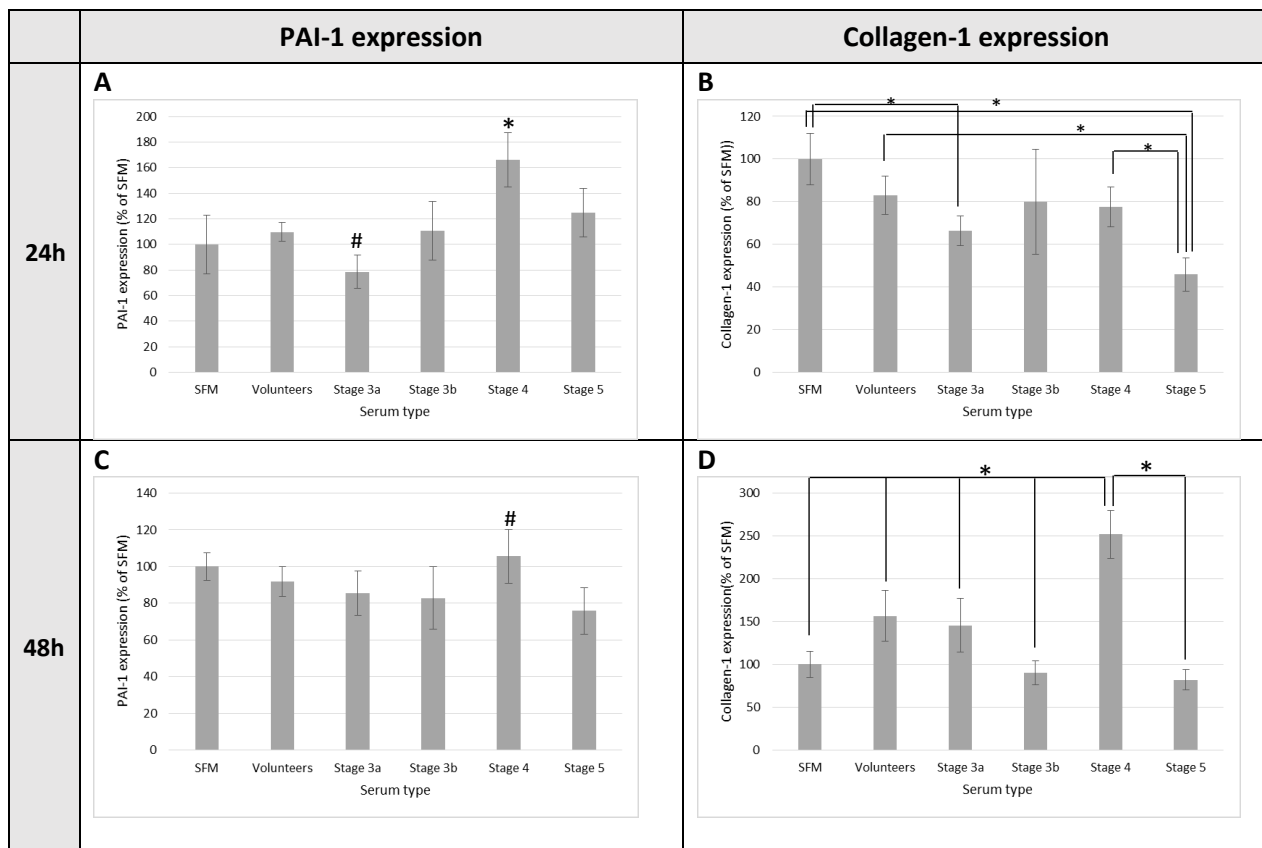 PAI-1 expression
Collagen-1 expression
24h
A
PAI-1 expression (% of SFM)
200
180
160
140
120
100
80
60
40
20
0
#
*
SFM Volunteers Stage 3a Stage 3b Stage 4 Stage 5
Serum type
B
Collagen-1 expression (% of SFM))
120
100
80
60
40
20
0
*
*
*
*
SFM Volunteers Stage 3a Stage 3b Stage 4 Stage 5
Serum type
48h
C
PAI-1 expression (% of SFM)
140
120
100
80
60
40
20
0
#
SFM Volunteers Stage 3a Stage 3b Stage 4 Stage 5
Serum type
D
Collagen-1 expression(% of SFM)
300
250
200
150
100
50
0
*
*
SFM Volunteers Stage 3a Stage 3b Stage 4 Stage 5
Serum type